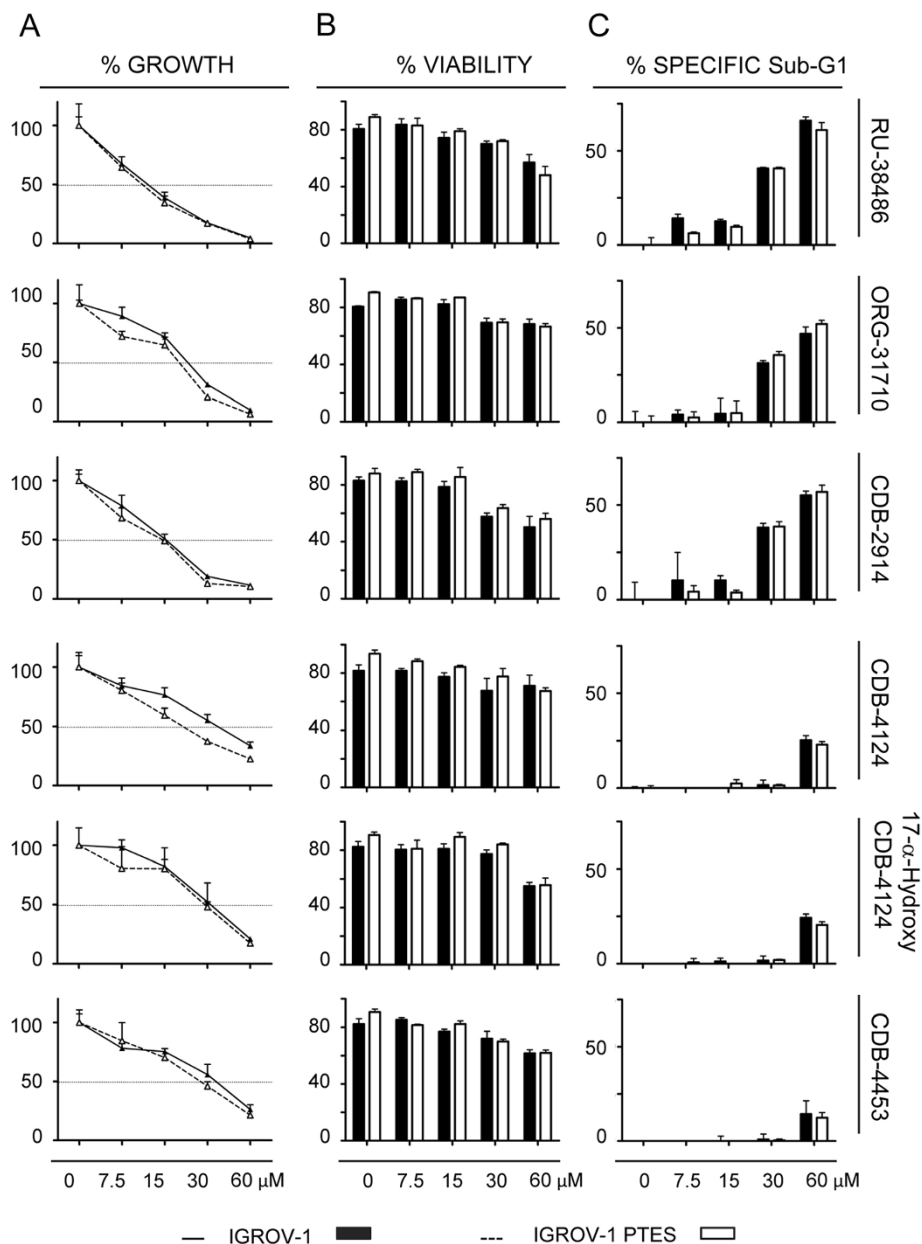 A
B
C
% GROWTH
% VIABILITY
% SPECIFIC Sub-G1
100
50
0
80
40
0
50
0
RU-38486
100
50
0
80
40
0
50
0
ORG-31710
100
50
0
80
40
0
50
0
CDB-2914
100
50
0
80
40
0
50
0
CDB-4124
100
50
0
80
40
0
50
0
17-α-Hydroxy
CDB-4124
100
50
0
80
40
0
50
0
CDB-4453
0 7.5 15 30 60 µM
0 7.5 15 30 60 µM
0 7.5 15 30 60 µM
IGROV-1
IGROV-1 PTES